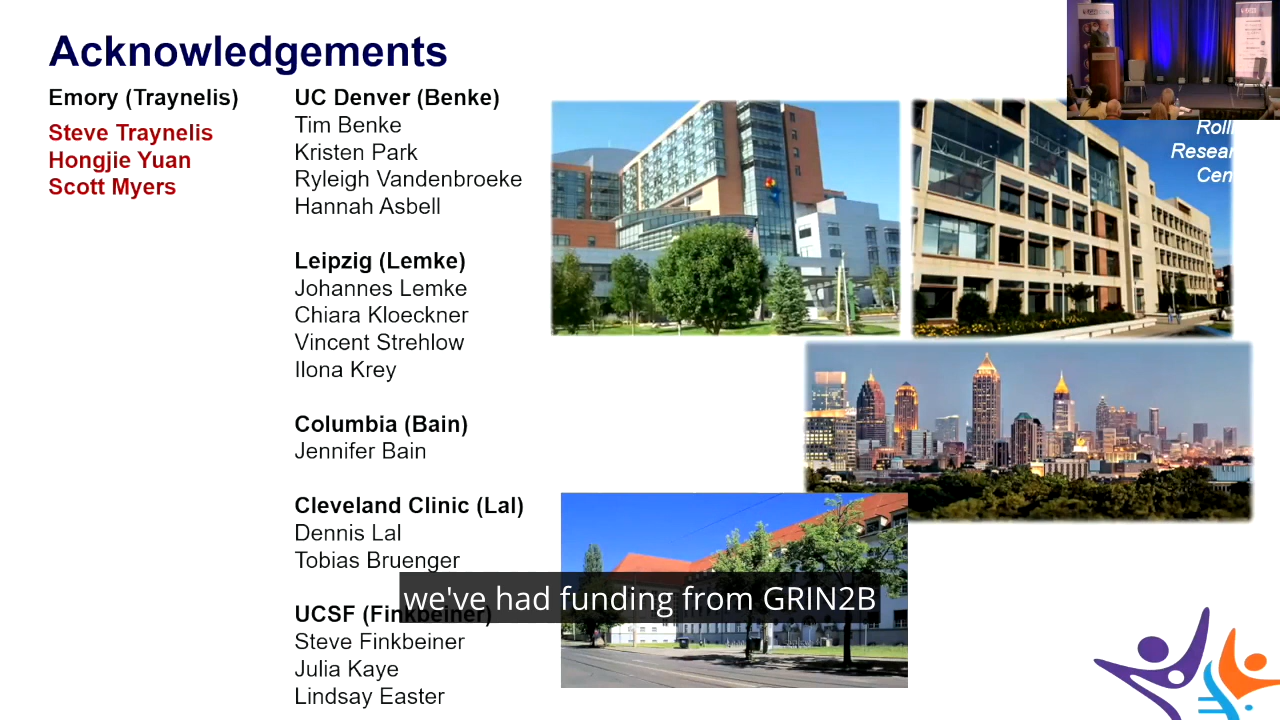 Acknowledgements
Emory (Traynelis)
Steve Traynelis
Hongjie Yuan
Scott Myers
UC Denver (Benke)
Tim Benke
Kristen Park
Ryleigh Vandenbroeke
Hannah Asbell
Leipzig (Lemke)
Johannes Lemke
Chiara Kloeckner
Vincent Strehlow
Ilona Krey
Columbia (Bain)
Jennifer Bain
Cleveland Clinic (Lal)
Dennis Lal
Tobias Bruenger
UCSF (Finkbeiner)
Steve Finkbeiner
Julia Kaye
Lindsay Easter
we've had funding from GRIN2B